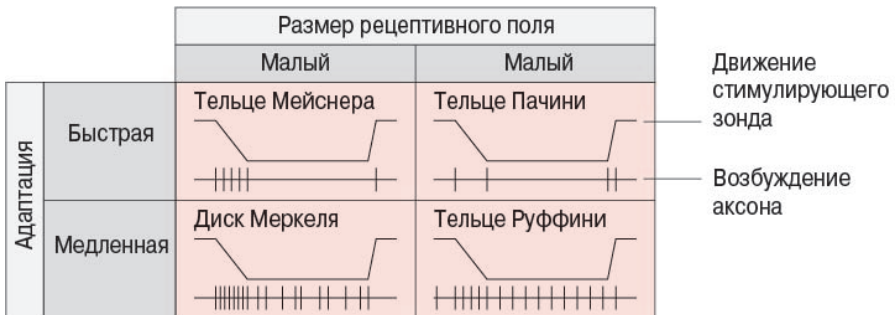 Размер рецептивного поля
Малый
Малый
Адаптация
Быстрая
Тельце Мейснера
Тельце Пачини
Движение
стимулирующего
зонда
Возбуждение
аксона
Медленная
Диск Меркеля
Тельце Руффини